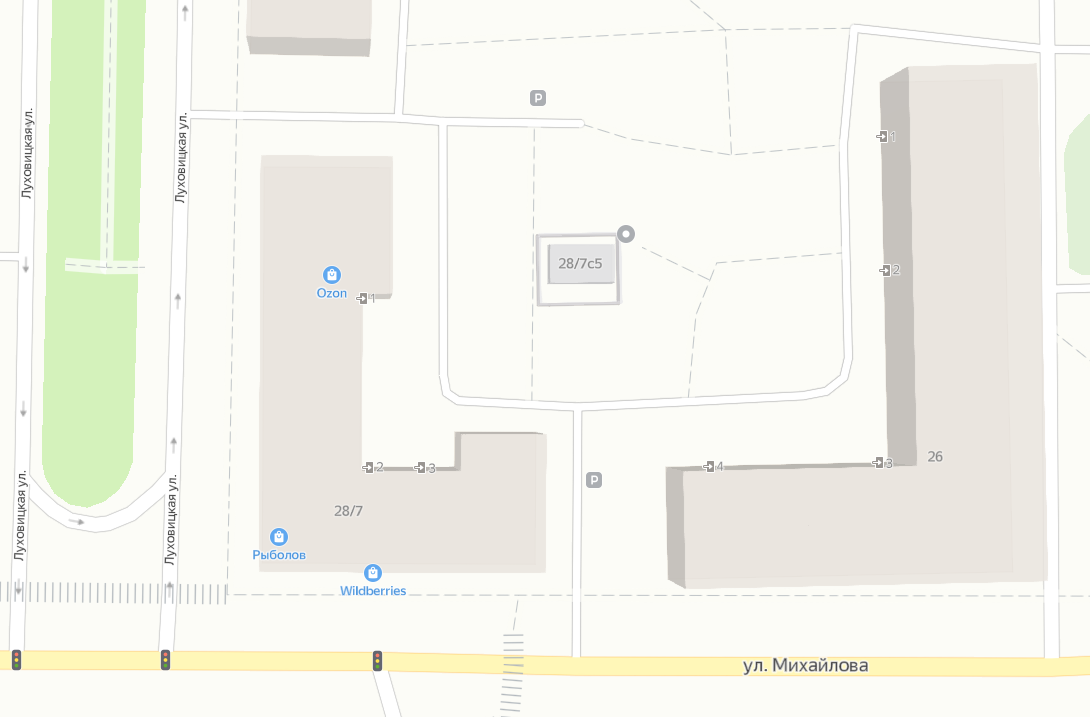 P
Луховицкая ул.
Луховицкая ул.
1
28/7с5
2
Ozon
1
26
2
3
4
3
P
Луховицкая ул.
Луховицкая ул.
28/7
Рыболов
Wildberries
ул. Михайлова